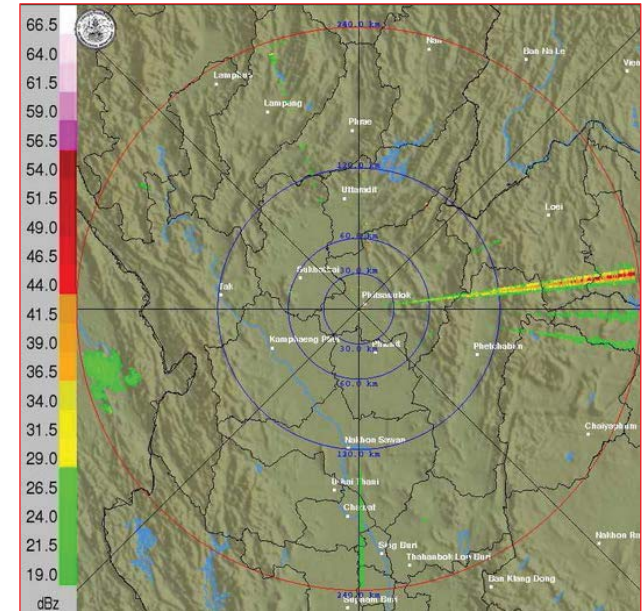 66.5
64.0
61.5
59.0
56.5
54.0
51.5
49.0
46.5
44.0
41.5
39.0
36.5
34.0
31.5
29.0
26.5
24.0
21.5
19.0
dBz
240.0 km
Nan
Ban Na Le
Lampang
Phrae
120.0 km
Uttaradit
Loei
60.0 km
Sukhothai
30.0 km
Tak
Phitsanulok
Kamphaeng Phet
30.0 km
Phichit
Phetchabun
60.0 km
Chaiyaphum
Nakhon Sawan
120.0 km
Uthai Thani
Chainat
Sing Buri
Thahanbok Lop Buri
Ban Klang Dong
240.0 km
Suphan Buri